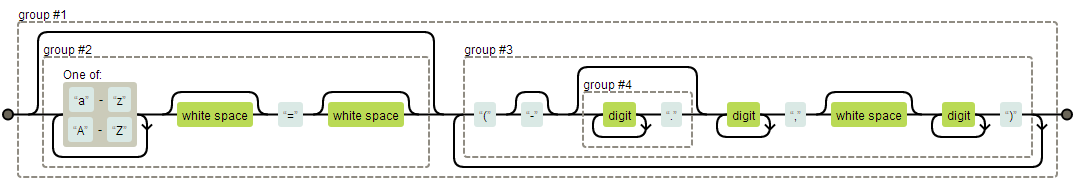 group #1
group #2
group #3
One of:
group #4
“a” - “z”
“A” - “Z”
white space “=” white space “(” “-” digit “.” digit “,” white space digit “)”